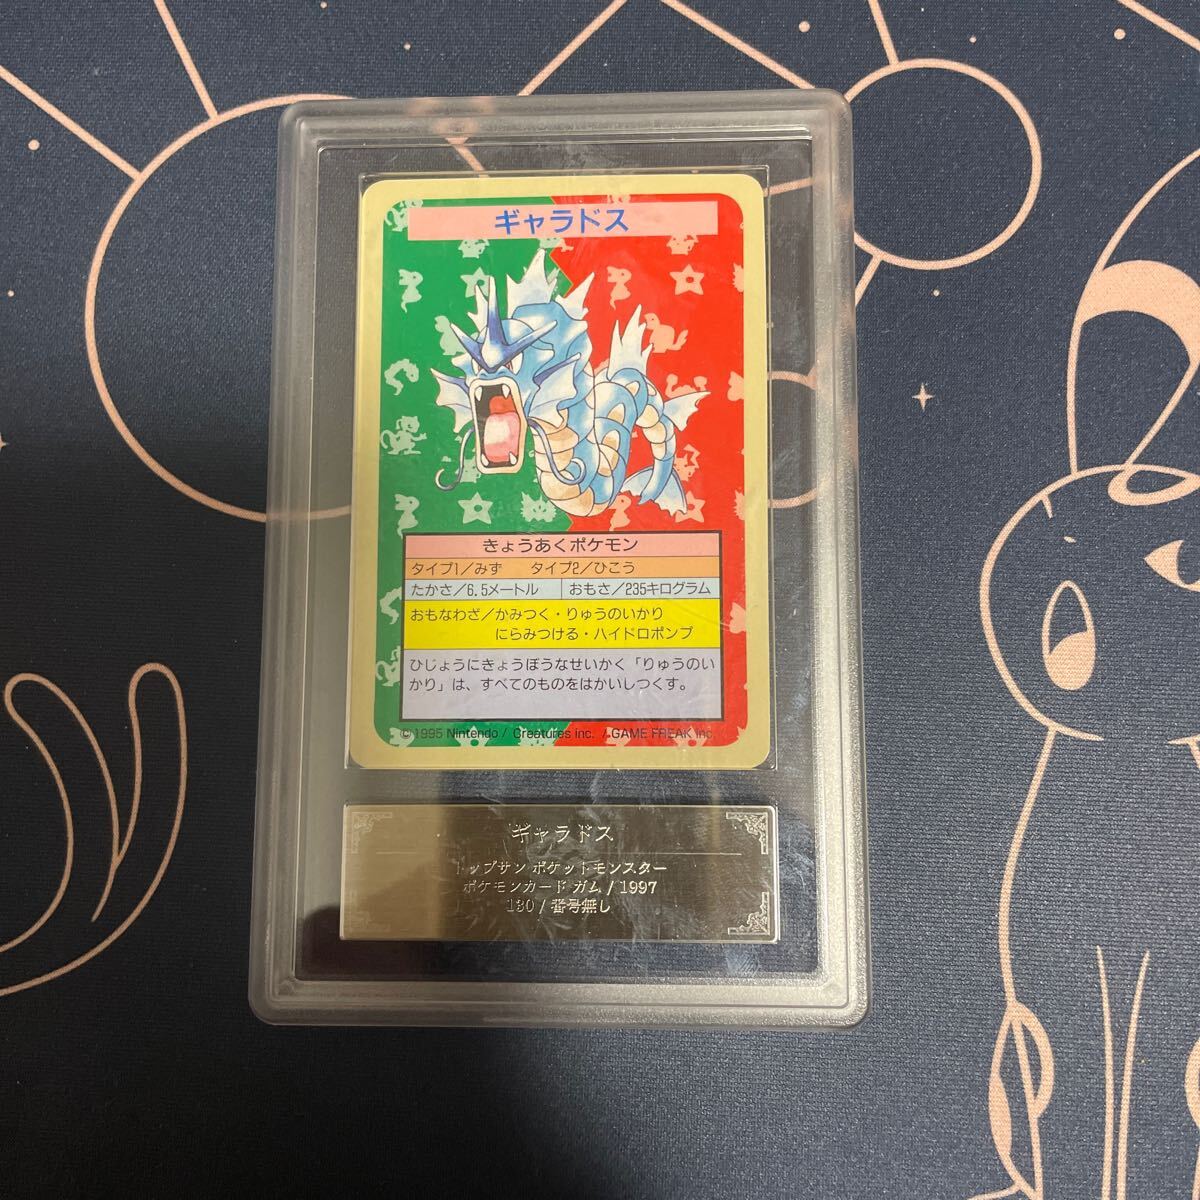 ギャラドス
きょうあくポケモン
タイプ1／みず　タイプ2／ひこう
たかさ／6.5メートル　おもさ／235キログラム
おもなわざ／かみつく・りゅうのいかり
にらみつける・ハイドロポンプ
ひじょうにきょうぼうなせいかく「りゅうのい
かり」は、すべてのものをはかいしつくす。
©1995 Nintendo / Creatures inc. / GAME FREAK inc.
ギャラドス
トップサン ポケットモンスター
ポケモンカード ガム / 1997
130 / 番号無し